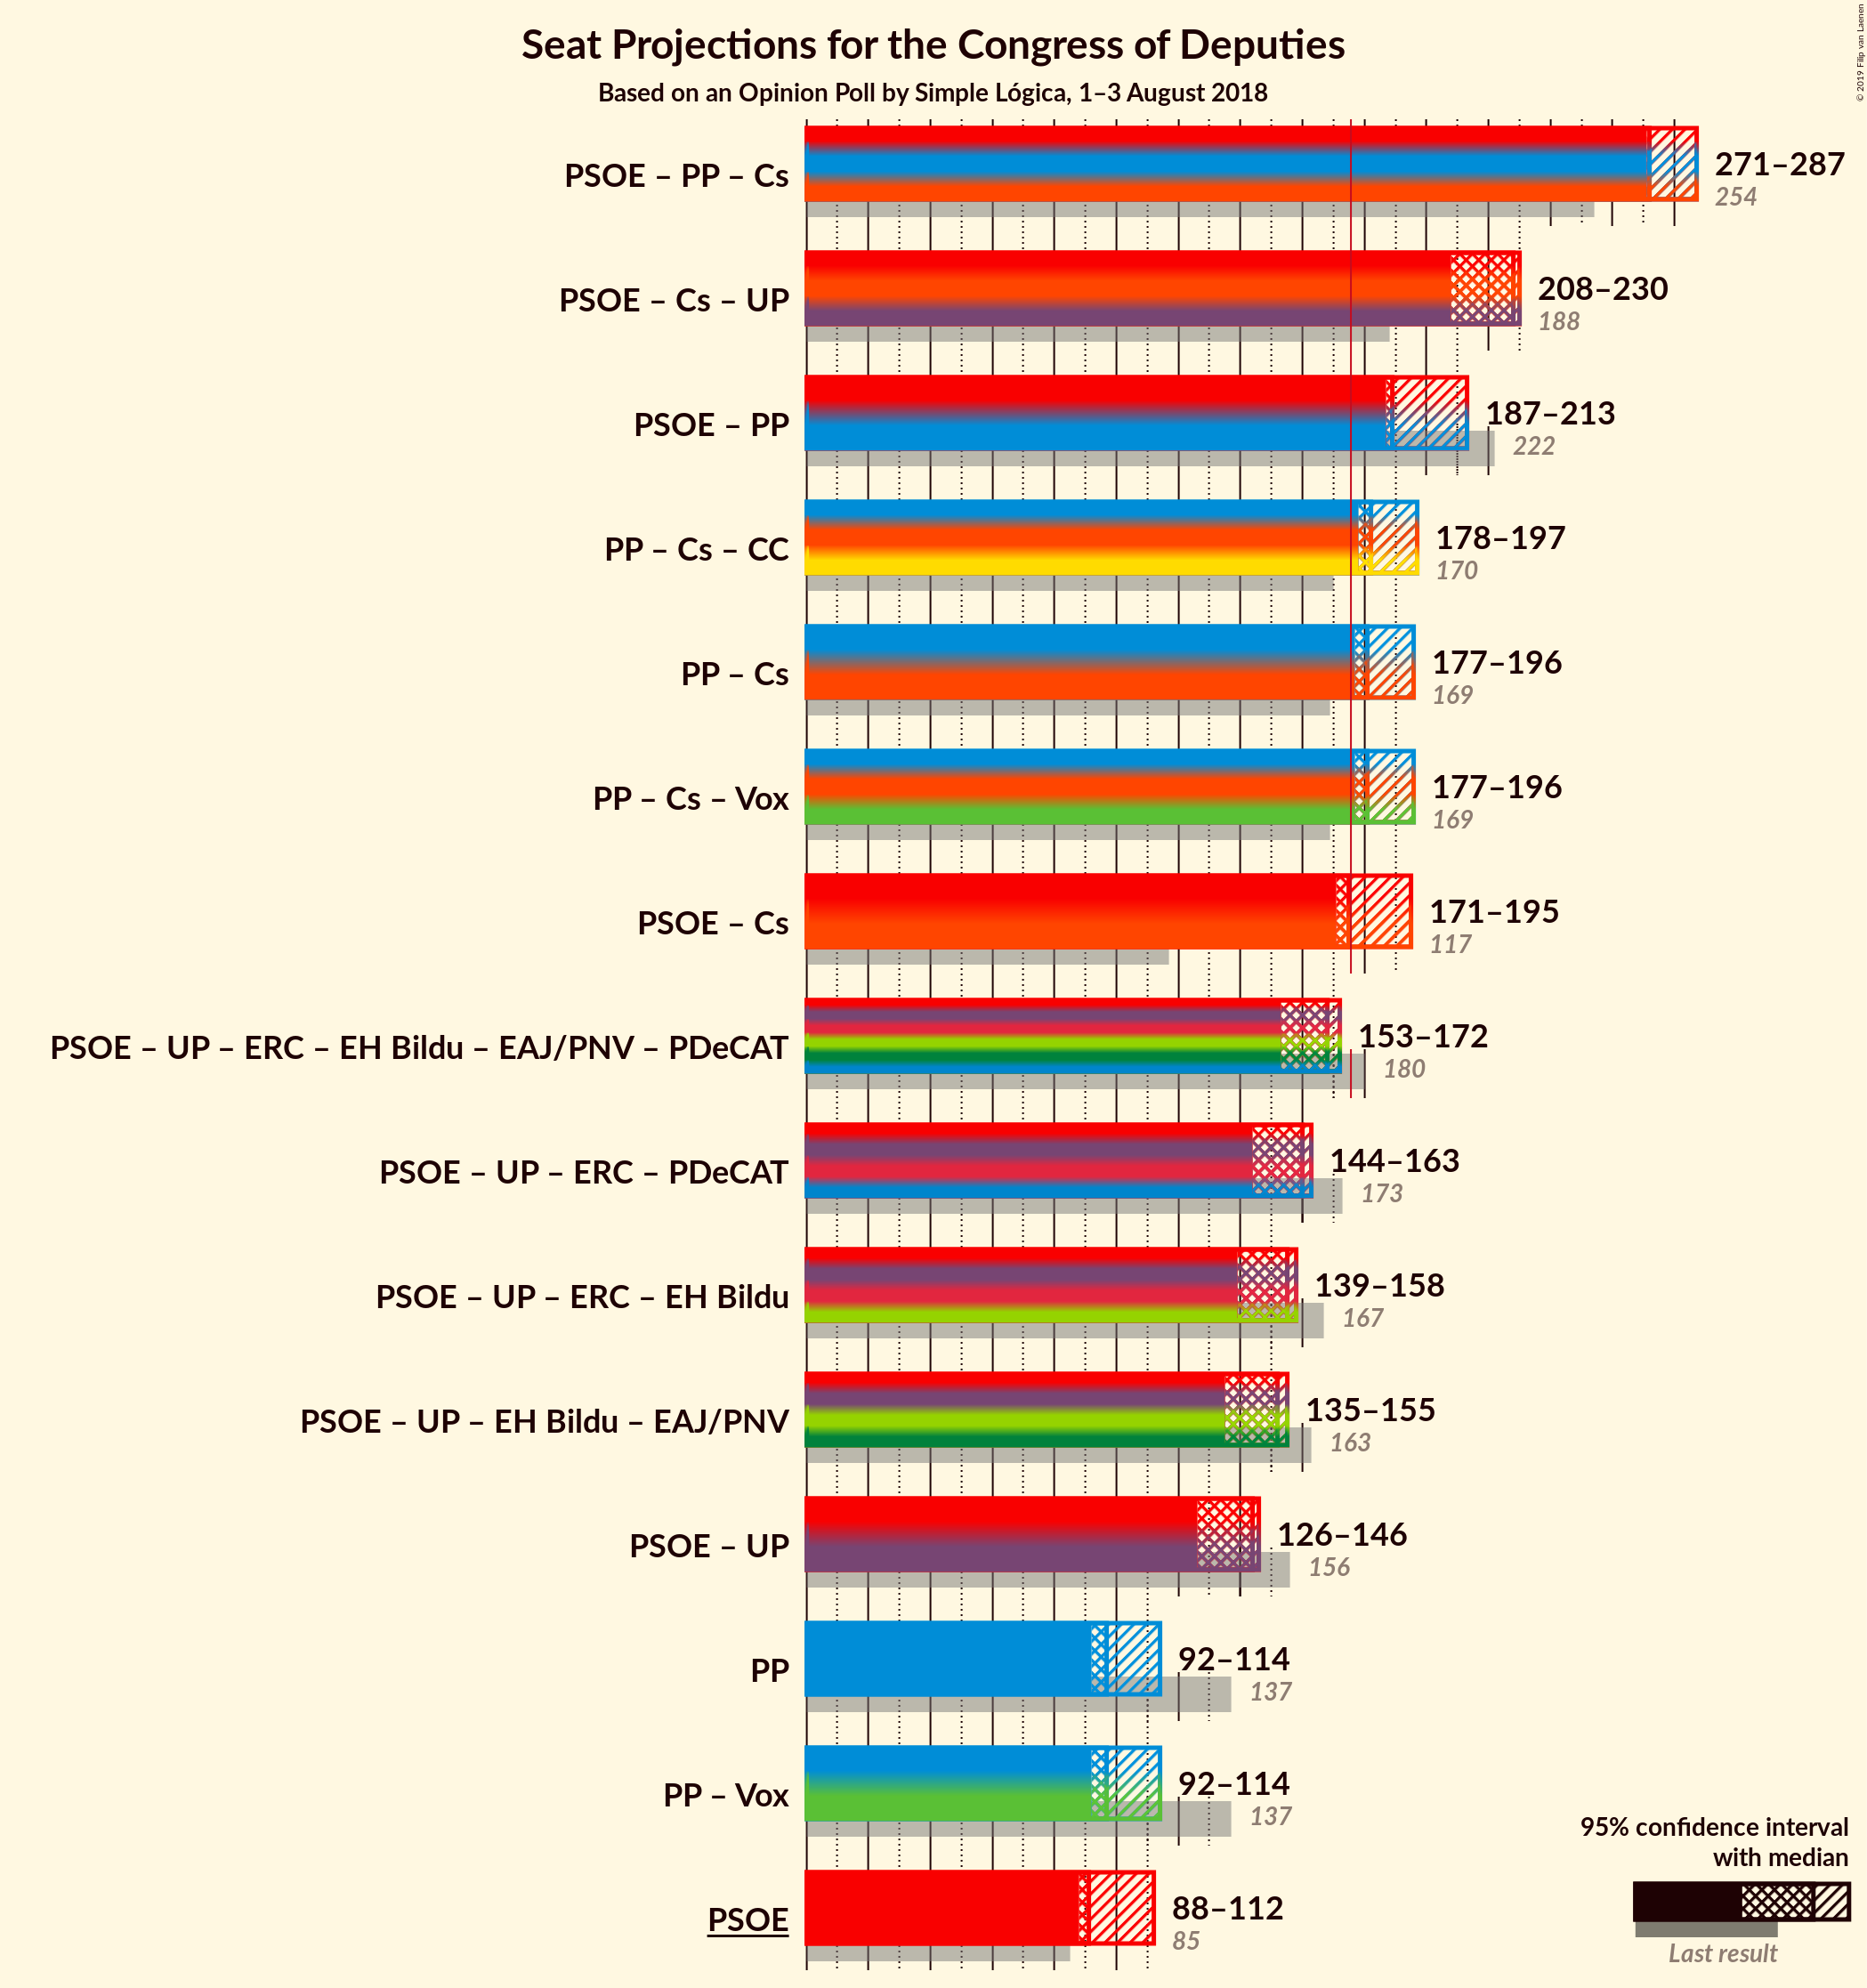 Seat Projections for the Congress of Deputies
Based on an Opinion Poll by Simple Lógica, 1–3 August 2018
© 2019 Filip van Laenen
PSOE – PP – Cs
271–287
254
PSOE – Cs – UP
208–230
188
PSOE – PP
187–213
222
PP – Cs – CC
178–197
170
PP – Cs
177–196
169
PP – Cs – Vox
177–196
169
PSOE – Cs
171–195
117
PSOE – UP – ERC – EH Bildu – EAJ/PNV – PDeCAT
153–172
180
PSOE – UP – ERC – PDeCAT
144–163
173
PSOE – UP – ERC – EH Bildu
139–158
167
PSOE – UP – EH Bildu – EAJ/PNV
135–155
163
PSOE – UP
126–146
156
PP
92–114
137
PP – Vox
92–114
137
PSOE
88–112
85
95% confidence interval
with median
Last result